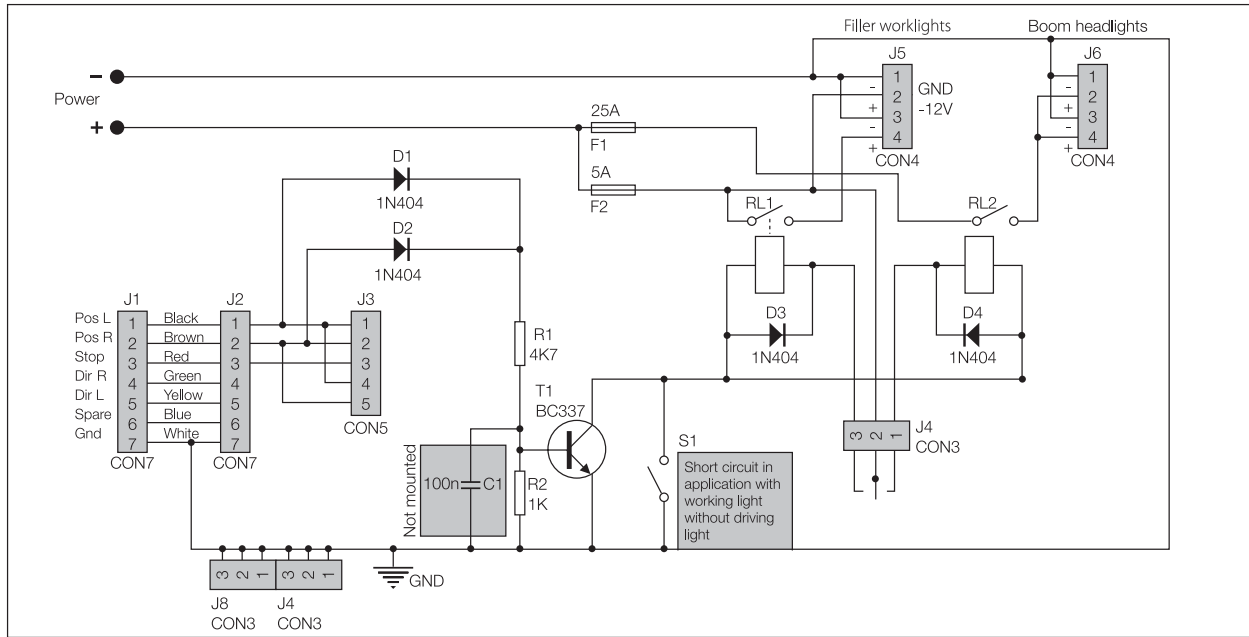 Filler worklights
Boom headlights
J5
J6
−
Power
+
1
2
3
4
-
+
-
+
GND
-12V
CON4
1
2
3
4
-
+
-
+
CON4
25A
F1
5A
F2
D1
1N404
D2
1N404
RL1
RL2
D3
1N404
D4
1N404
J1
J2
J3
Pos L
1
Black
1
1
Pos R
2
Brown
2
2
Stop
3
Red
3
3
Dir R
4
Green
4
4
Dir L
5
Yellow
5
5
Spare
6
Blue
6
Gnd
7
White
7
CON7
CON7
CON5
R1
4K7
T1
BC337
Not mounted
100n
C1
R2
1K
S1
Short circuit in
application with
working light
without driving
light
3
2
1
J4
CON3
3
2
1
3
2
1
J8
CON3
J4
CON3
GND